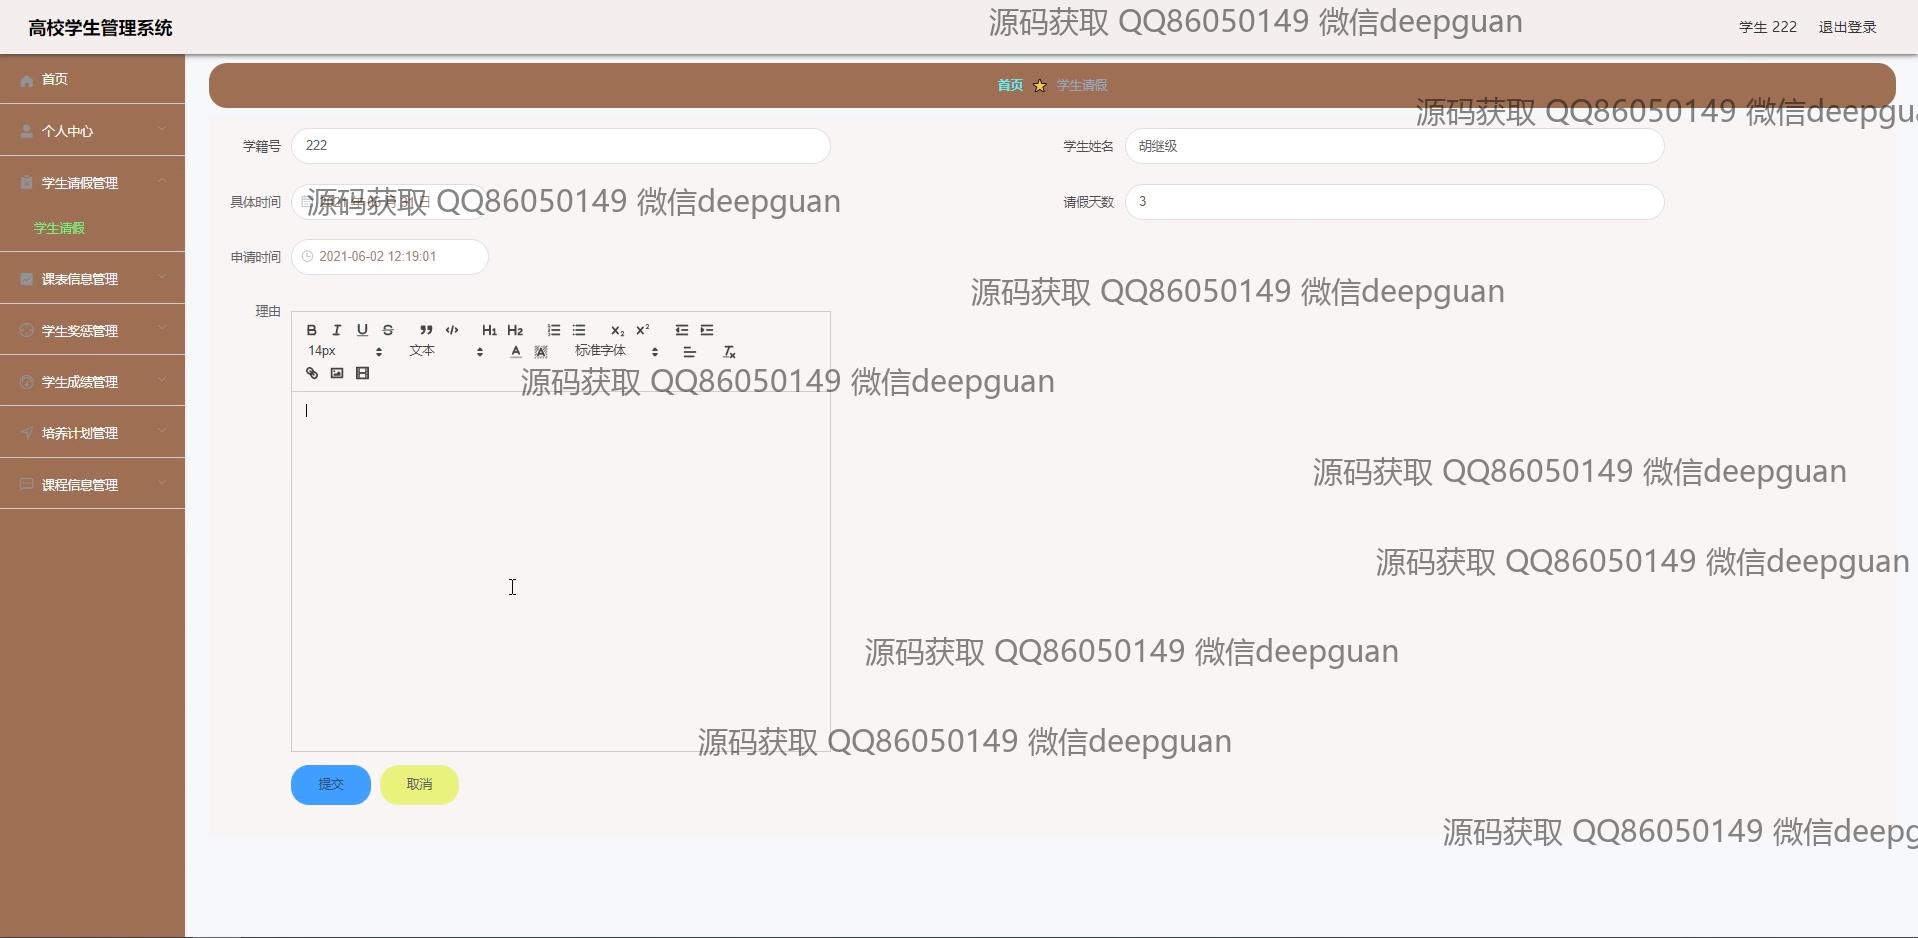 高校学生管理系统
源码获取 QQ86050149 微信deepguan
学生 222 退出登录
首页
个人中心
学生请假管理
学生请假
课表信息管理
学生奖惩管理
学生成绩管理
培养计划管理
课程信息管理
首页 学生请假
源码获取 QQ86050149 微信deepgu
学籍号 222
学生姓名 胡继级
具体时间
源码获取 QQ86050149 微信deepguan
请假天数 3
申请时间 2021-06-02 12:19:01
源码获取 QQ86050149 微信deepguan
理由
B I U S H1 H2 x2 x2
14px 文本 A A 标准字体 Tx
源码获取 QQ86050149 微信deepguan
源码获取 QQ86050149 微信deepguan
源码获取 QQ86050149 微信deepguan
源码获取 QQ86050149 微信deepguan
源码获取 QQ86050149 微信deepguan
提交 取消
源码获取 QQ86050149 微信deepg